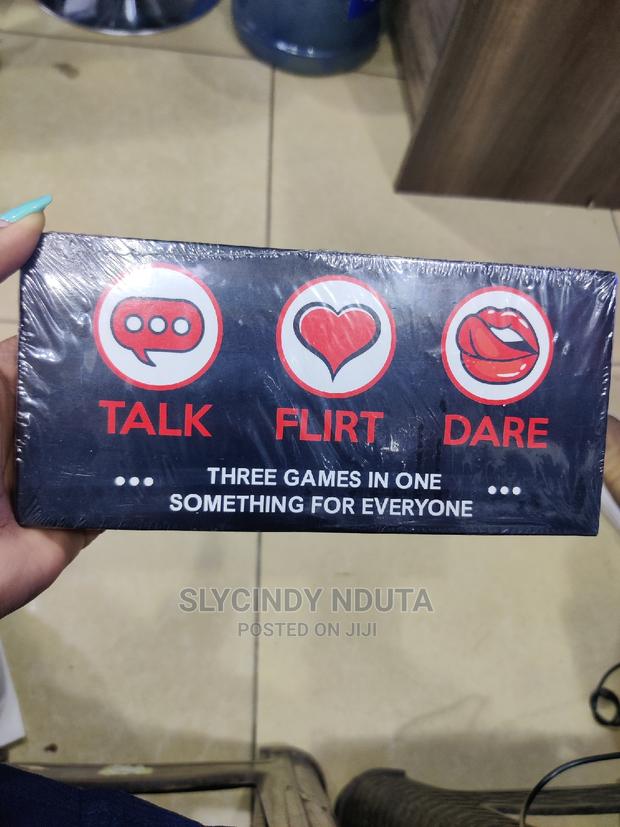 TALK FLIRT DARE
••• THREE GAMES IN ONE •••
SOMETHING FOR EVERYONE
SLYCINDY NDUTA
POSTED ON JIJI